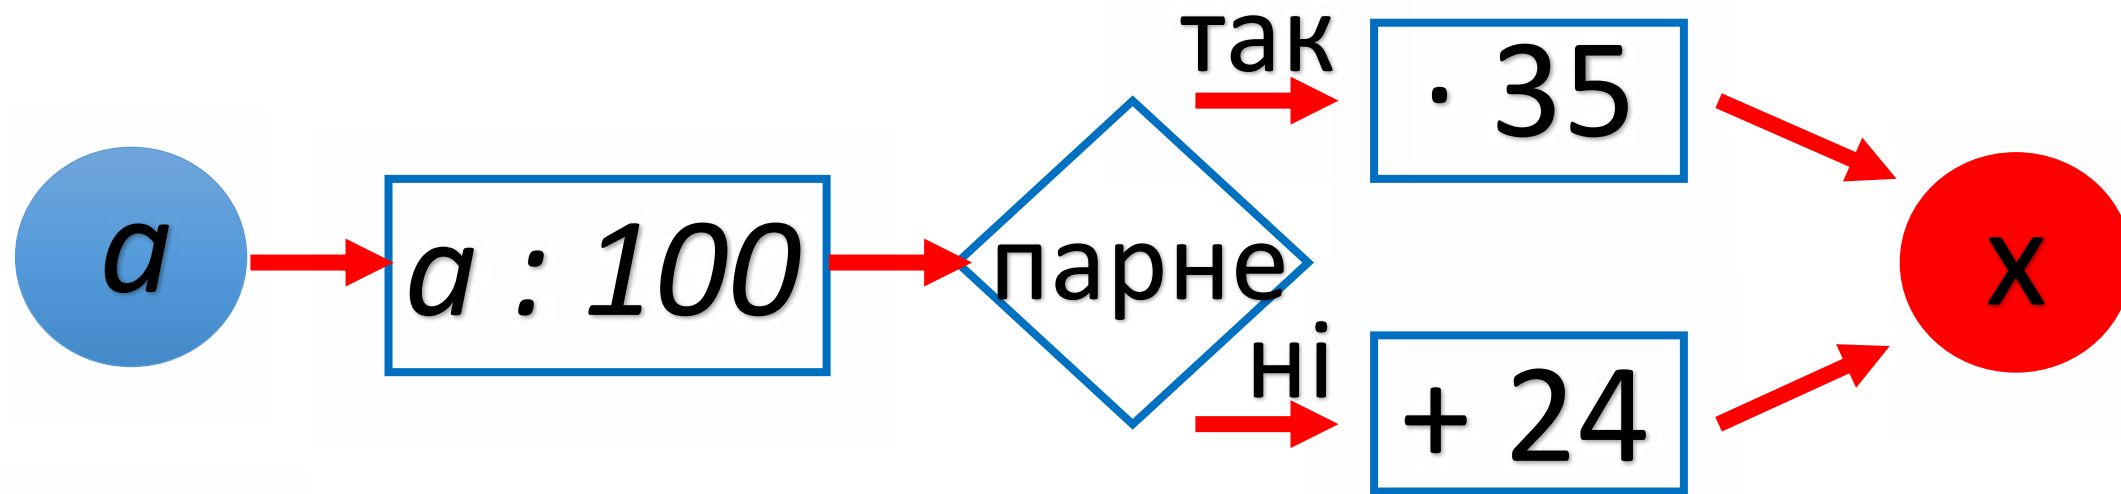 а
а : 100
парне
так
· 35
ні
+ 24
х